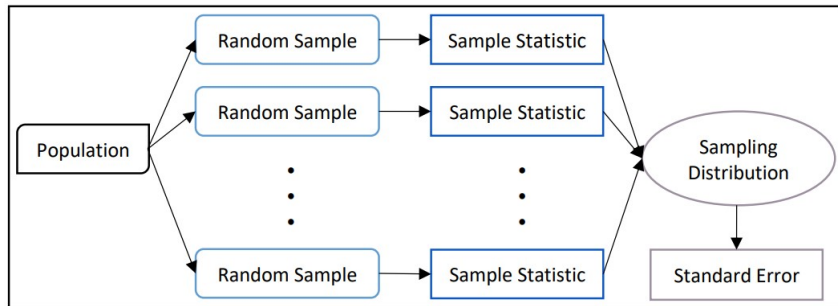 Random Sample
Sample Statistic
Random Sample
Sample Statistic
Population
Sampling
Distribution
Random Sample
Sample Statistic
Standard Error